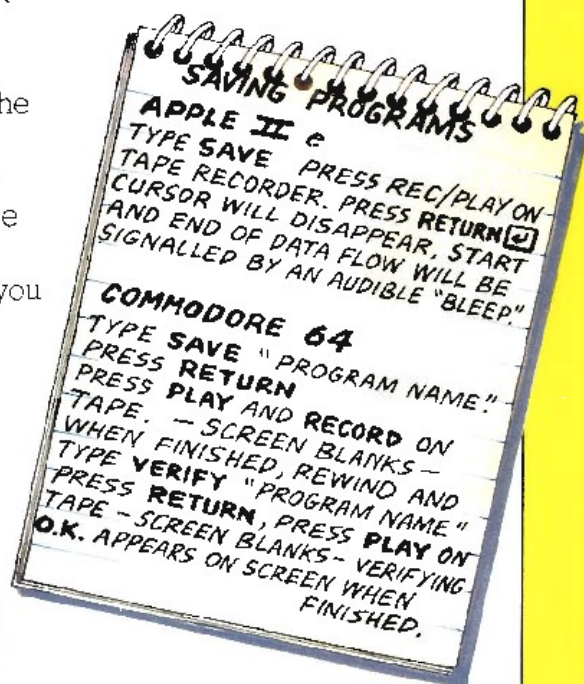 he
e
you
SAVING PROGRAMS
APPLE II e
TYPE SAVE PRESS REC/PLAY ON
TAPE RECORDER. PRESS RETURN ↵
CURSOR WILL DISAPPEAR. START
AND END OF DATA FLOW WILL BE
SIGNALLED BY AN AUDIBLE "BLEEP."
COMMODORE 64
TYPE SAVE "PROGRAM NAME".
PRESS RETURN
PRESS PLAY AND RECORD ON
TAPE. – SCREEN BLANKS –
WHEN FINISHED, REWIND AND
TYPE VERIFY "PROGRAM NAME"
PRESS RETURN, PRESS PLAY ON
TAPE – SCREEN BLANKS – VERIFYING
O.K. APPEARS ON SCREEN WHEN
FINISHED.